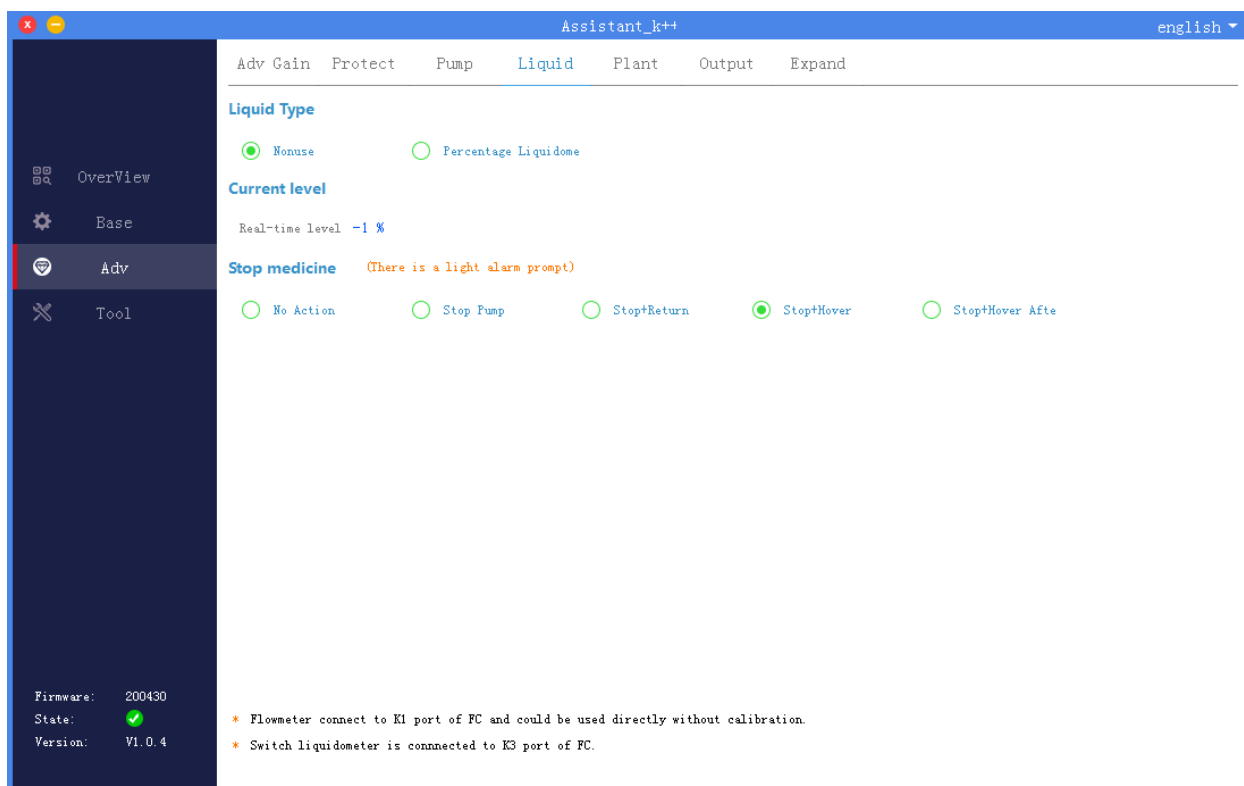 x Assistant_k++ english
Adv Gain Protect Pump Liquid Plant Output Expand
Liquid Type
Nonuse Percentage Liquidome
OverView
Current level
Base
Real-time level -1 %
Adv
Stop medicine (There is a light alarm prompt)
Tool
No Action Stop Pump Stop+Return Stop+Hover Stop+Hover Afte
Firmware: 200430
State:
Version: V1.0.4
* Flowmeter connect to K1 port of FC and could be used directly without calibration.
* Switch liquidometer is connnected to K3 port of FC.